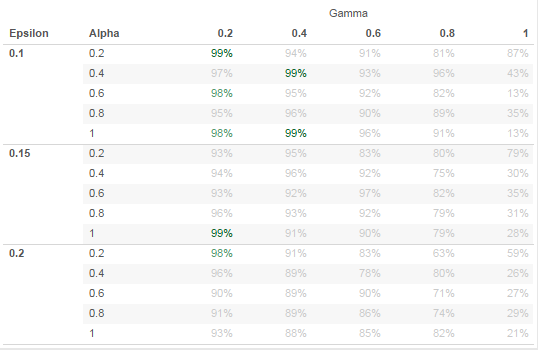 Gamma
Epsilon Alpha 0.2 0.4 0.6 0.8 1
0.1 0.2 99% 94% 91% 81% 87%
0.4 97% 99% 93% 96% 43%
0.6 98% 95% 92% 82% 13%
0.8 95% 96% 90% 89% 35%
1 98% 99% 96% 91% 13%
0.15 0.2 93% 95% 83% 80% 79%
0.4 94% 96% 92% 75% 30%
0.6 93% 92% 97% 82% 35%
0.8 96% 93% 92% 79% 31%
1 99% 91% 90% 79% 28%
0.2 0.2 98% 91% 83% 63% 59%
0.4 96% 89% 78% 80% 26%
0.6 90% 89% 90% 71% 27%
0.8 91% 89% 86% 74% 29%
1 93% 88% 85% 82% 21%